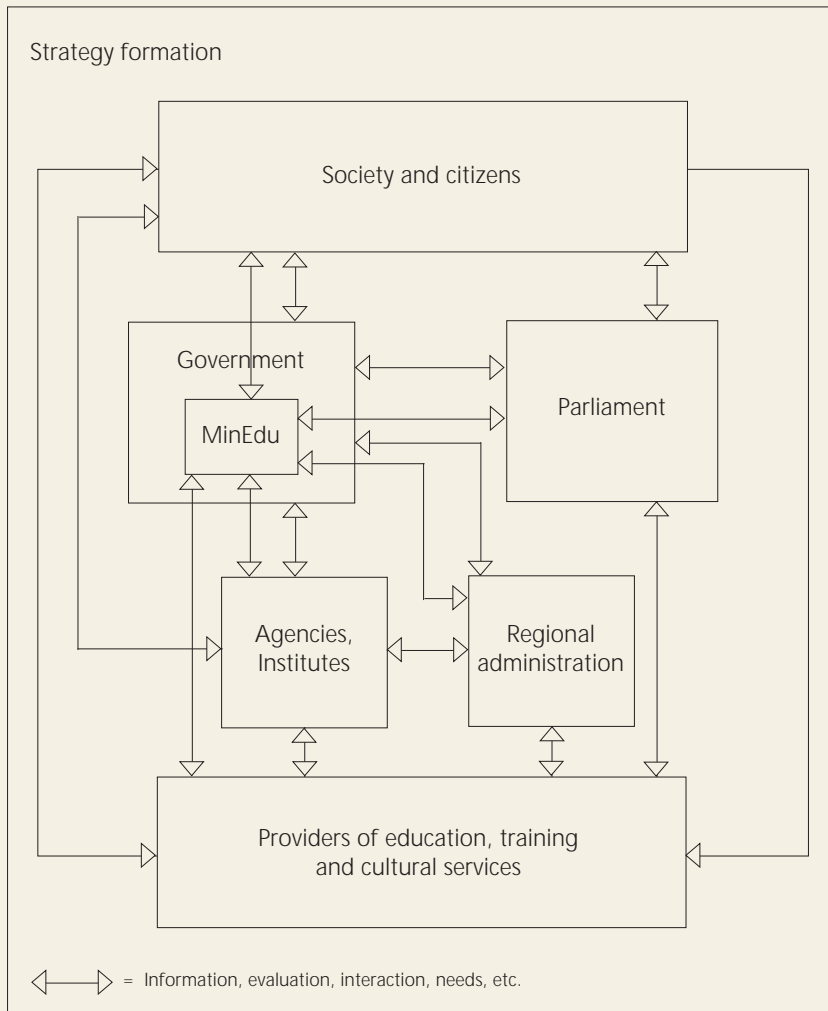 Strategy formation
Society and citizens
Government
MinEdu
Parliament
Agencies,
Institutes
Regional
administration
Providers of education, training
and cultural services
= Information, evaluation, interaction, needs, etc.